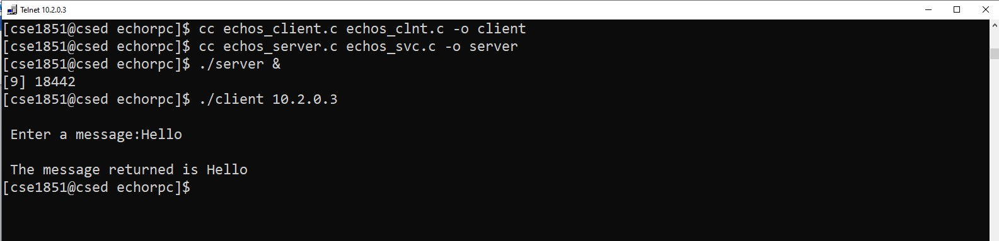 Telnet 10.2.0.3
[cse1851@csed echorpc]$ cc echos_client.c echos_clnt.c -o client
[cse1851@csed echorpc]$ cc echos_server.c echos_svc.c -o server
[cse1851@csed echorpc]$ ./server &
[9] 18442
[cse1851@csed echorpc]$ ./client 10.2.0.3
Enter a message:Hello
The message returned is Hello
[cse1851@csed echorpc]$